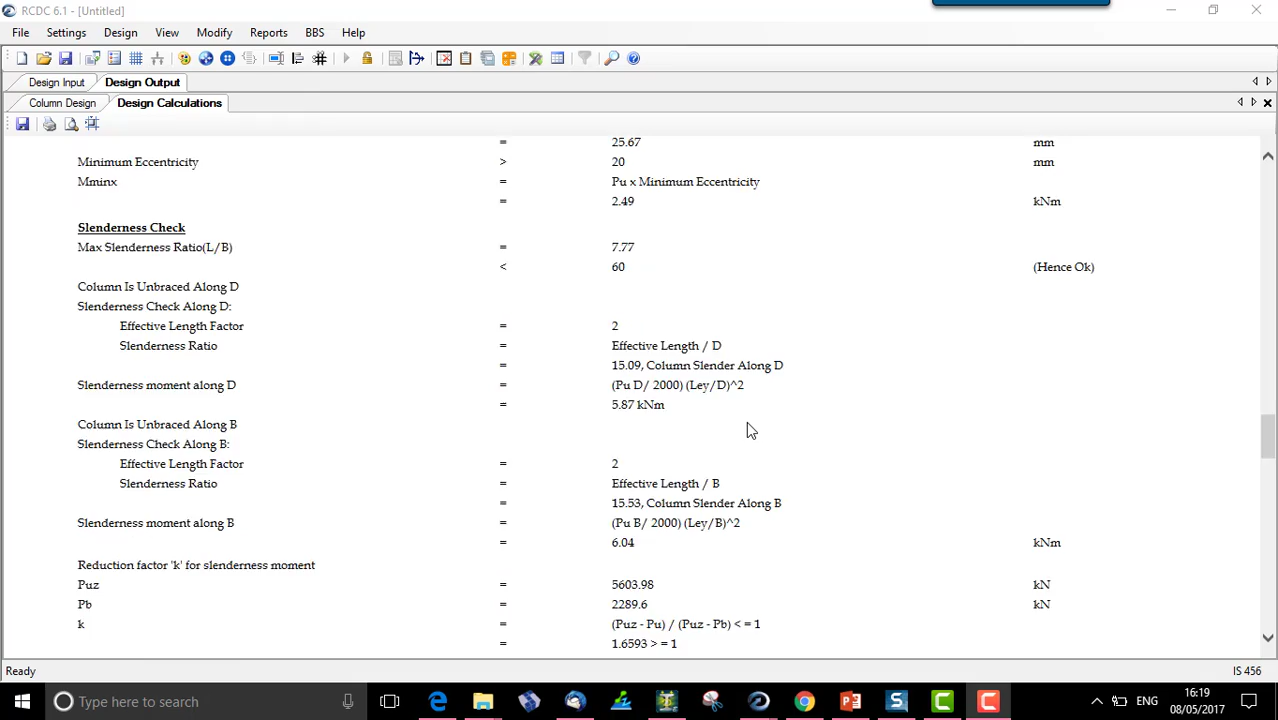 RCDC 6.1 - [Untitled]
File Settings Design View Modify Reports BBS Help
Design Input Design Output
Column Design Design Calculations
= 25.67 mm
Minimum Eccentricity > 20 mm
Mminx = Pu x Minimum Eccentricity
= 2.49 kNm
Slenderness Check
Max Slenderness Ratio(L/B) = 7.77
< 60 (Hence Ok)
Column Is Unbraced Along D
Slenderness Check Along D:
Effective Length Factor = 2
Slenderness Ratio = Effective Length / D
= 15.09, Column Slender Along D
Slenderness moment along D = (Pu D/ 2000) (Ley/D)^2
= 5.87 kNm
Column Is Unbraced Along B
Slenderness Check Along B:
Effective Length Factor = 2
Slenderness Ratio = Effective Length / B
= 15.53, Column Slender Along B
Slenderness moment along B = (Pu B/ 2000) (Ley/B)^2
= 6.04 kNm
Reduction factor 'k' for slenderness moment
Puz = 5603.98 kN
Pb = 2289.6 kN
k = (Puz - Pu) / (Puz - Pb) < = 1
= 1.6593 > = 1
Ready IS 456
Type here to search ENG 16:19
08/05/2017